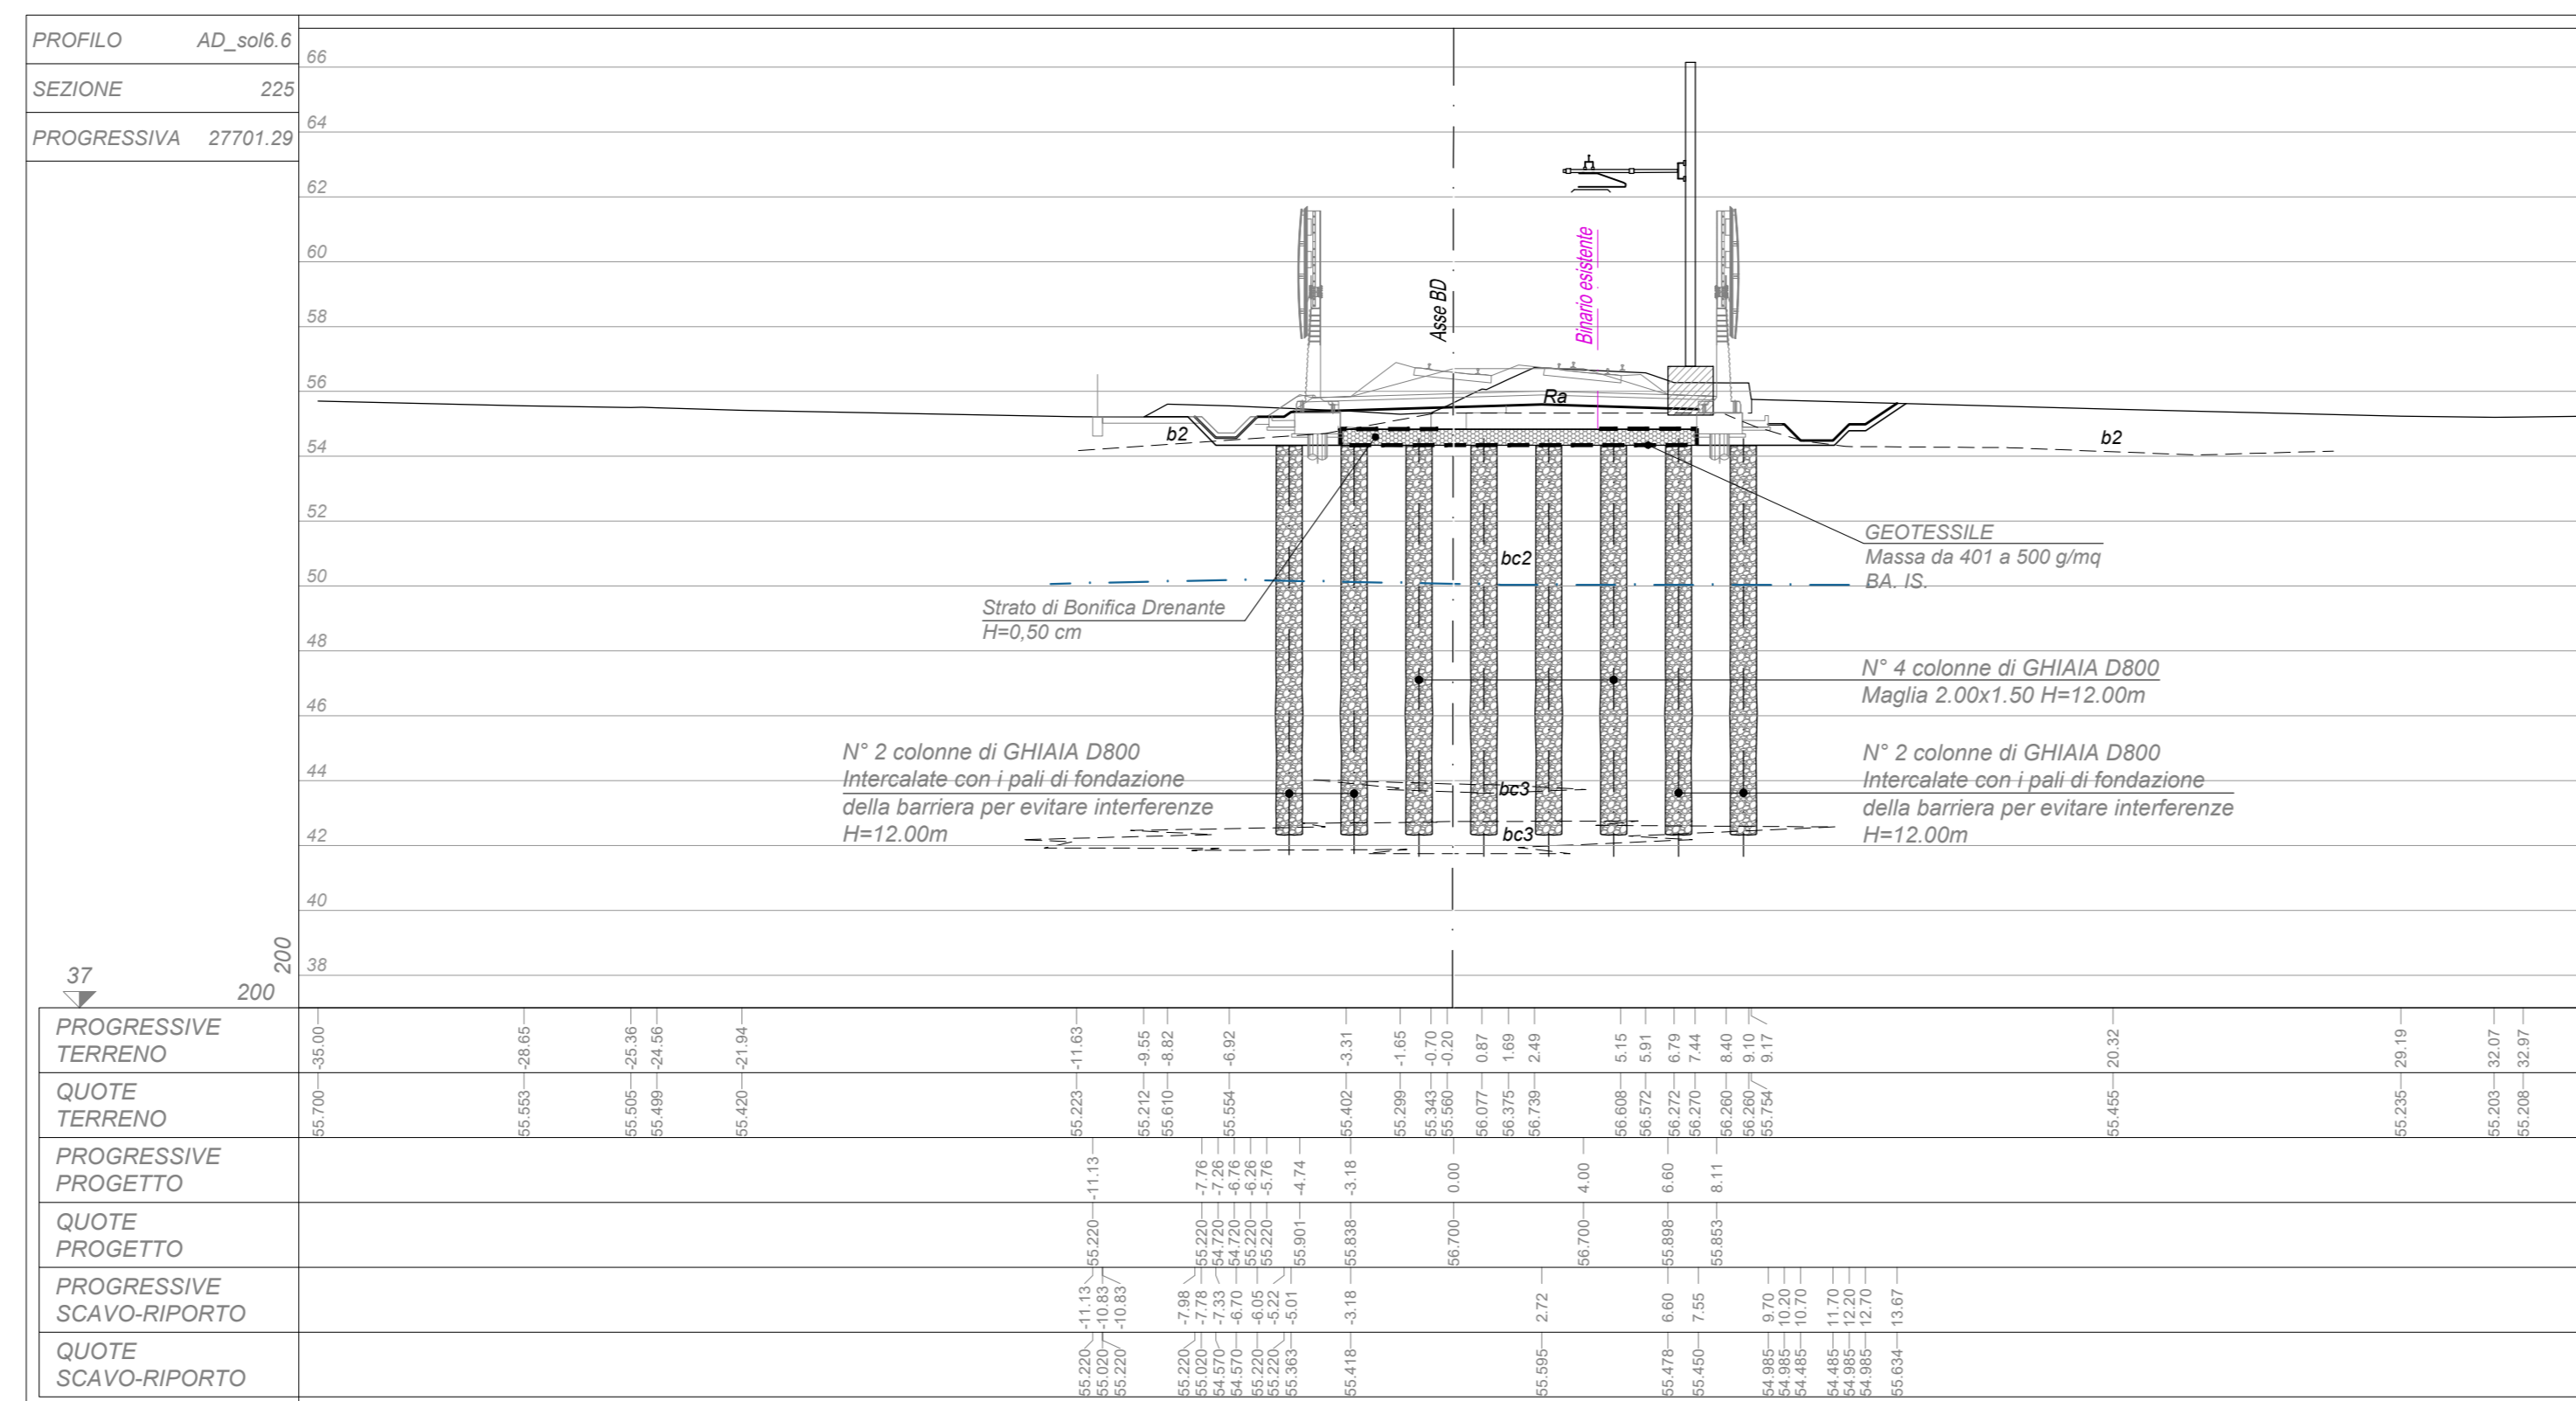 PROFILO AD_sol6.6
SEZIONE 225
PROGRESSIVA 27701.29
66
64
62
60
58
56
54
52
50
48
46
44
42
40
38
Asse BD
Binario esistente
Ra
b2
b2
bc2
GEOTESSILE
Massa da 401 a 500 g/mq
BA. IS.
Strato di Bonifica Drenante
H=0,50 cm
N° 4 colonne di GHIAIA D800
Maglia 2.00x1.50 H=12.00m
N° 2 colonne di GHIAIA D800
Intercalate con i pali di fondazione
della barriera per evitare interferenze
H=12.00m
N° 2 colonne di GHIAIA D800
Intercalate con i pali di fondazione
della barriera per evitare interferenze
H=12.00m
bc3
bc3
37
200
200
PROGRESSIVE
TERRENO
-35.00 -28.65 -25.36 -24.56 -21.94 -11.63 -9.55 -8.82 -6.92 -3.31 -1.65 -0.70 -0.20 0.87 1.69 2.49 5.15 5.91 6.79 7.44 8.40 9.10 9.17 20.32 29.19 32.07 32.97
QUOTE
TERRENO
55.700 55.553 55.505 55.499 55.420 55.223 55.212 55.610 55.554 55.402 55.299 55.343 55.560 56.077 56.375 56.739 56.608 56.572 56.272 56.270 56.260 56.260 55.754 55.455 55.235 55.203 55.208
PROGRESSIVE
PROGETTO
-11.13 -7.76 -7.26 -6.76 -6.26 -5.76 -4.74 -3.18 0.00 4.00 6.60 8.11
QUOTE
PROGETTO
55.220 55.220 54.720 54.720 55.220 55.220 55.901 55.838 56.700 56.700 55.898 55.853
PROGRESSIVE
SCAVO-RIPORTO
-11.13 -10.83 -10.83 -7.98 -7.78 -7.33 -6.70 -6.05 -5.22 -5.01 -3.18 2.72 6.60 7.55 9.70 10.20 10.70 11.70 12.20 12.70 13.67
QUOTE
SCAVO-RIPORTO
55.220 55.020 55.220 55.220 55.020 54.570 54.570 55.220 55.220 55.363 55.418 55.595 55.478 55.450 54.985 54.985 54.485 54.485 54.985 54.985 55.634